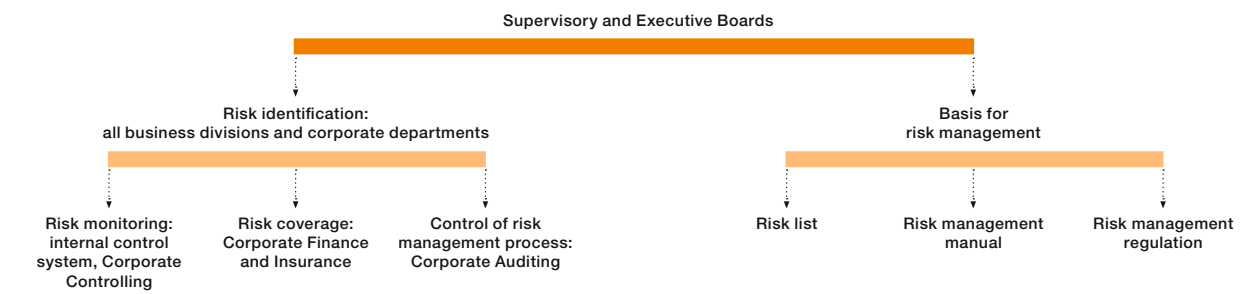 Supervisory and Executive Boards
Risk identification:
all business divisions and corporate departments
Basis for
risk management
Risk monitoring:
internal control
system, Corporate
Controlling
Risk coverage:
Corporate Finance
and Insurance
Control of risk
management process:
Corporate Auditing
Risk list
Risk management
manual
Risk management
regulation